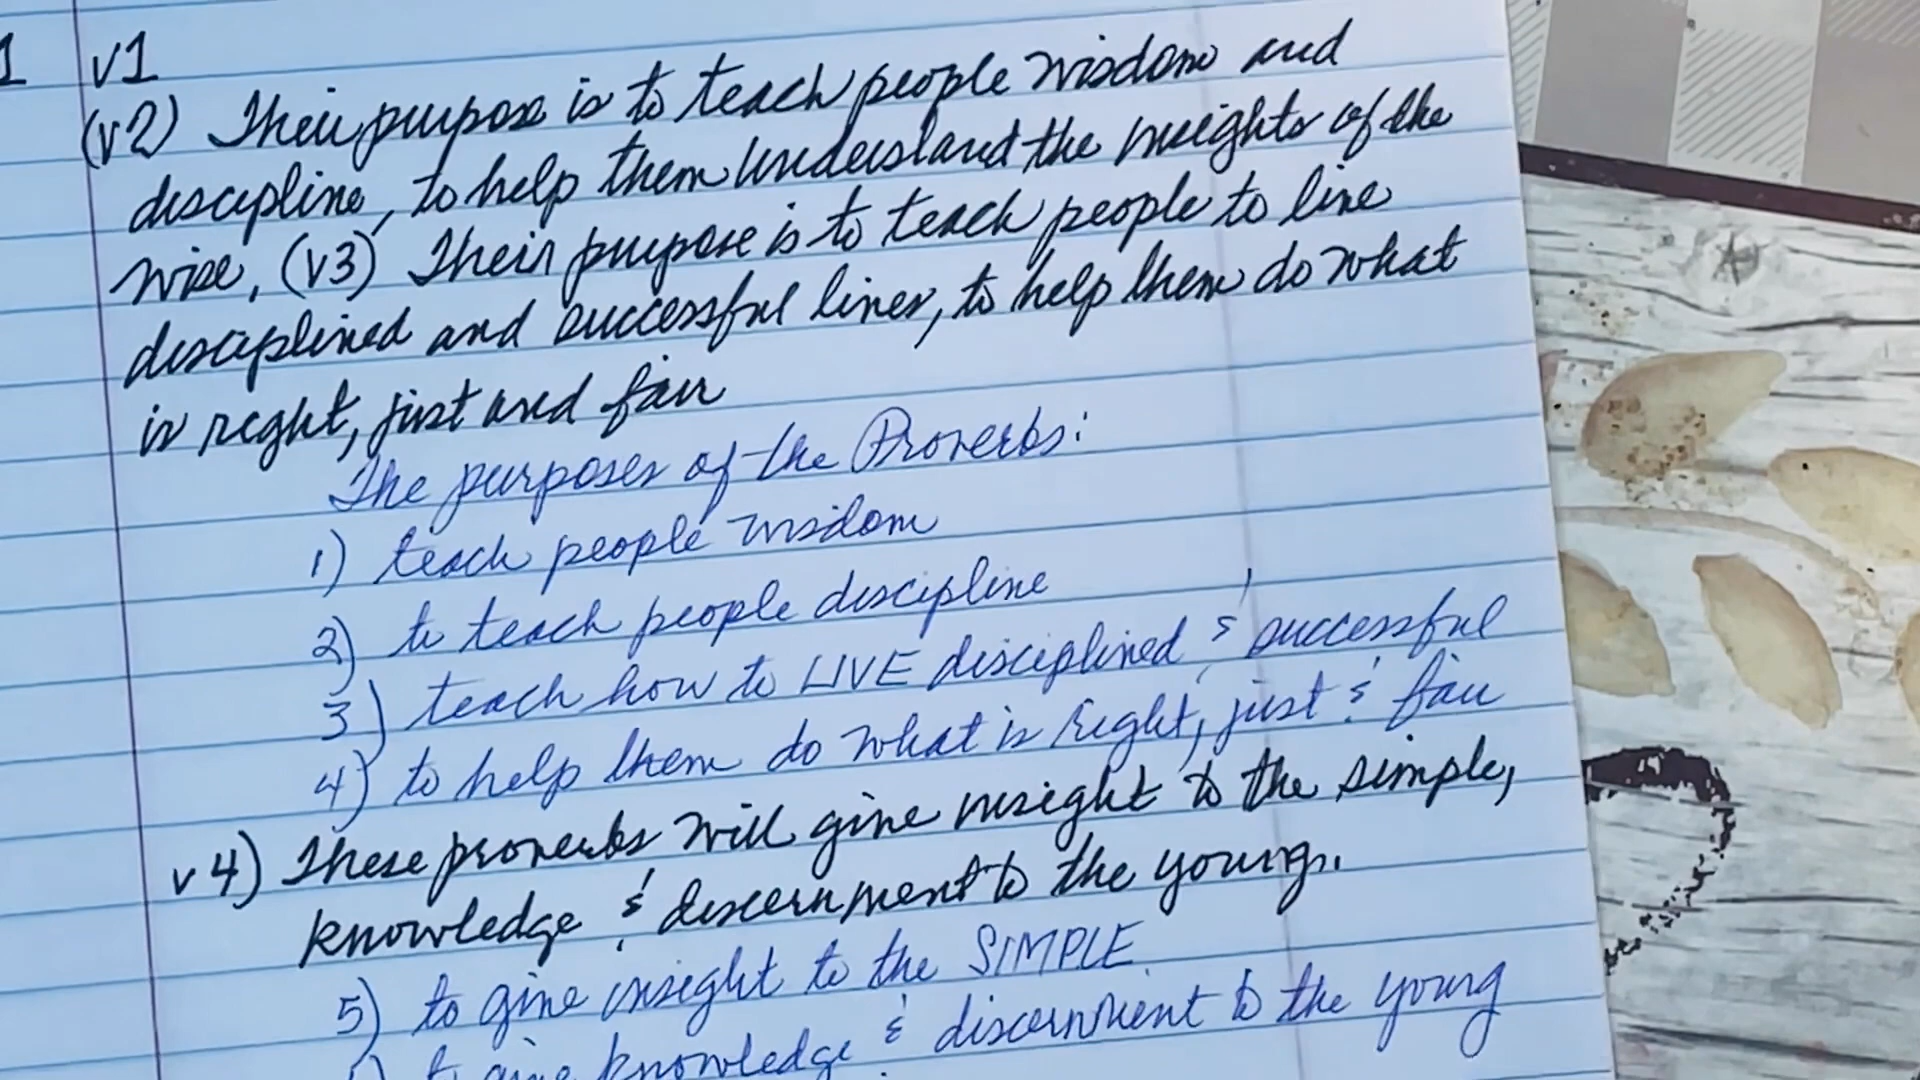 1 v1
(v2) Their purpose is to teach people wisdom and
discipline, to help them understand the insights of the
wise. (v3) Their purpose is to teach people to live
disciplined and successful lives, to help them do what
is right, just and fair
The purposes of the Proverbs:
1) teach people wisdom
2) to teach people discipline
3) teach how to LIVE disciplined & successful
4) to help them do what is right, just & fair
v4) These proverbs will give insight to the simple,
knowledge & discernment to the young.
5) to give insight to the SIMPLE
to give knowledge & discernment to the young